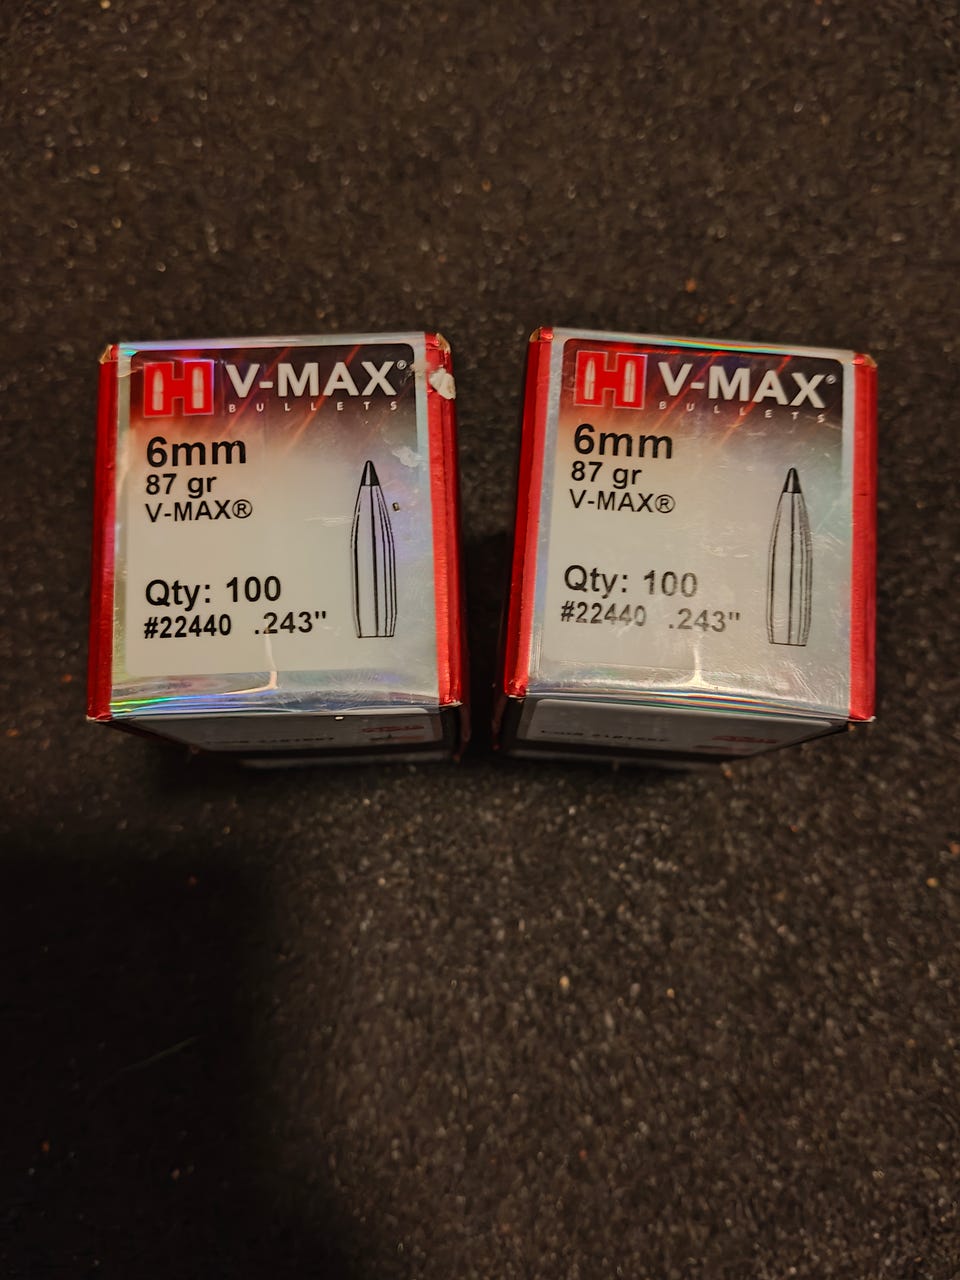 H V-MAX®
BULLETS
6mm
87 gr
V-MAX®
Qty: 100
#22440 .243"
H V-MAX®
BULLETS
6mm
87 gr
V-MAX®
Qty: 100
#22440 .243"